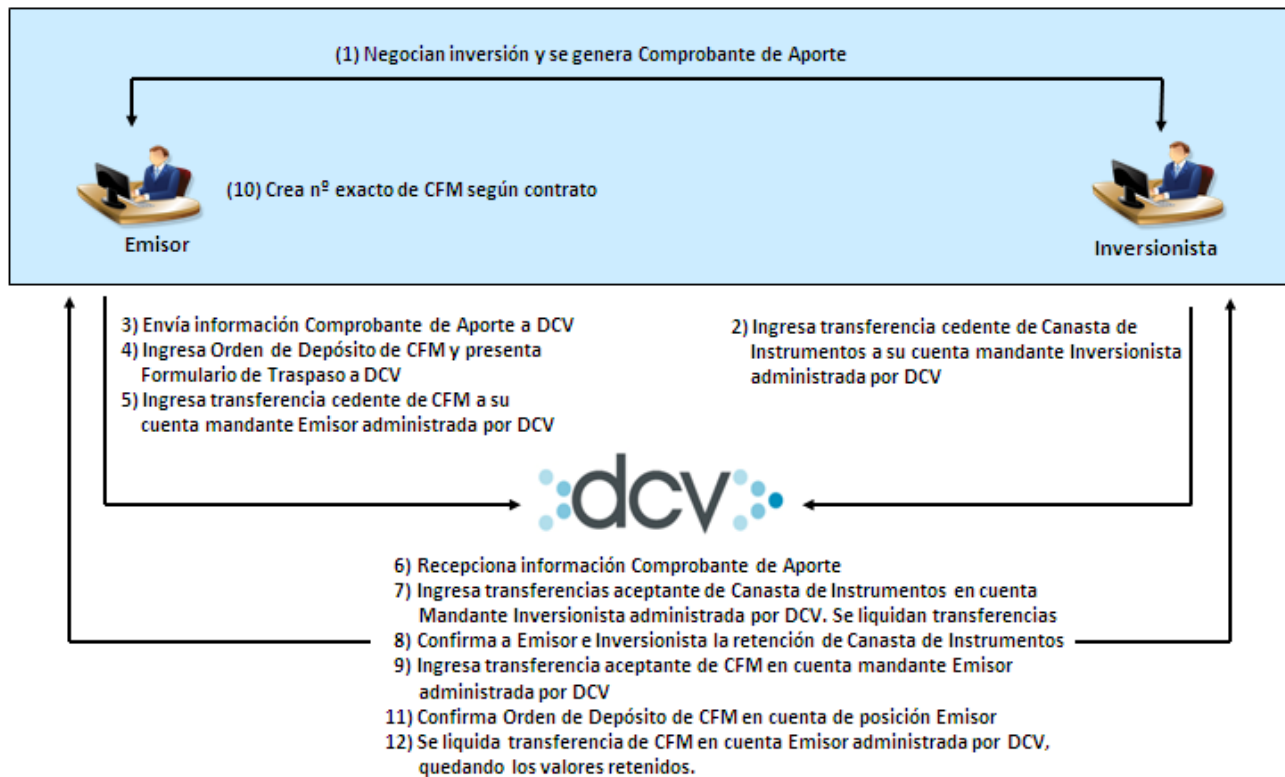 (1) Negocian inversión y se genera Comprobante de Aporte
(10) Crea nº exacto de CFM según contrato
Emisor
Inversionista
3) Envía información Comprobante de Aporte a DCV
4) Ingresa Orden de Depósito de CFM y presenta
Formulario de Traspaso a DCV
5) Ingresa transferencia cedente de CFM a su
cuenta mandante Emisor administrada por DCV
2) Ingresa transferencia cedente de Canasta de
Instrumentos a su cuenta mandante Inversionista
administrada por DCV
dcv
6) Recepciona información Comprobante de Aporte
7) Ingresa transferencias aceptante de Canasta de Instrumentos en cuenta
Mandante Inversionista administrada por DCV. Se liquidan transferencias
8) Confirma a Emisor e Inversionista la retención de Canasta de Instrumentos
9) Ingresa transferencia aceptante de CFM en cuenta mandante Emisor
administrada por DCV
11) Confirma Orden de Depósito de CFM en cuenta de posición Emisor
12) Se liquida transferencia de CFM en cuenta Emisor administrada por DCV,
quedando los valores retenidos.